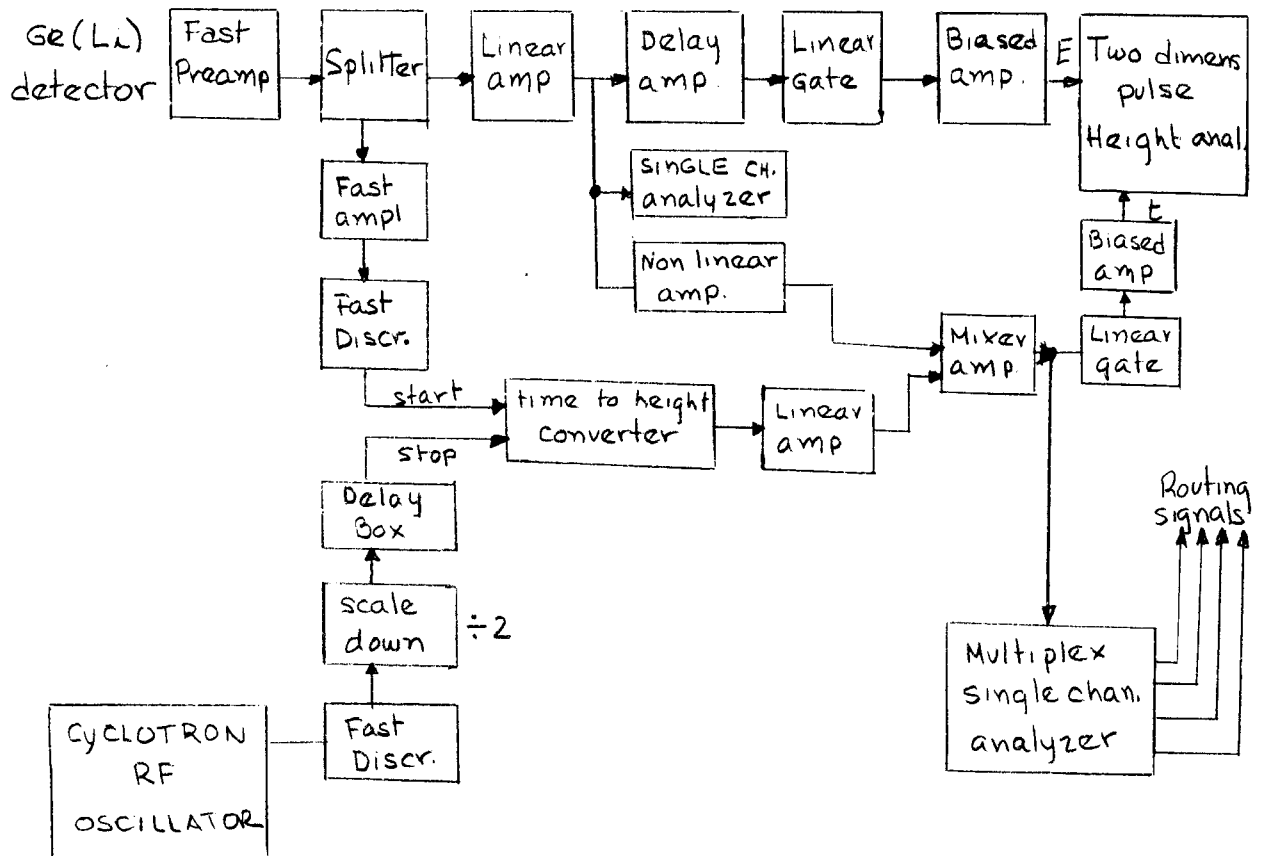 Ge(Li)
detector
Fast
Preamp
Splitter
Linear
amp
Delay
amp.
Linear
Gate
Biased
amp.
E
Two dimens
pulse
Height anal.
Fast
ampl
SINGLE CH.
analyzer
t
Biased
amp
Non linear
amp.
Fast
Discr.
Mixer
amp.
Linear
gate
start
time to height
converter
Linear
amp
stop
Delay
Box
Routing
signals
scale
down
÷2
Multiplex
single chan.
analyzer
CYCLOTRON
RF
OSCILLATOR
Fast
Discr.